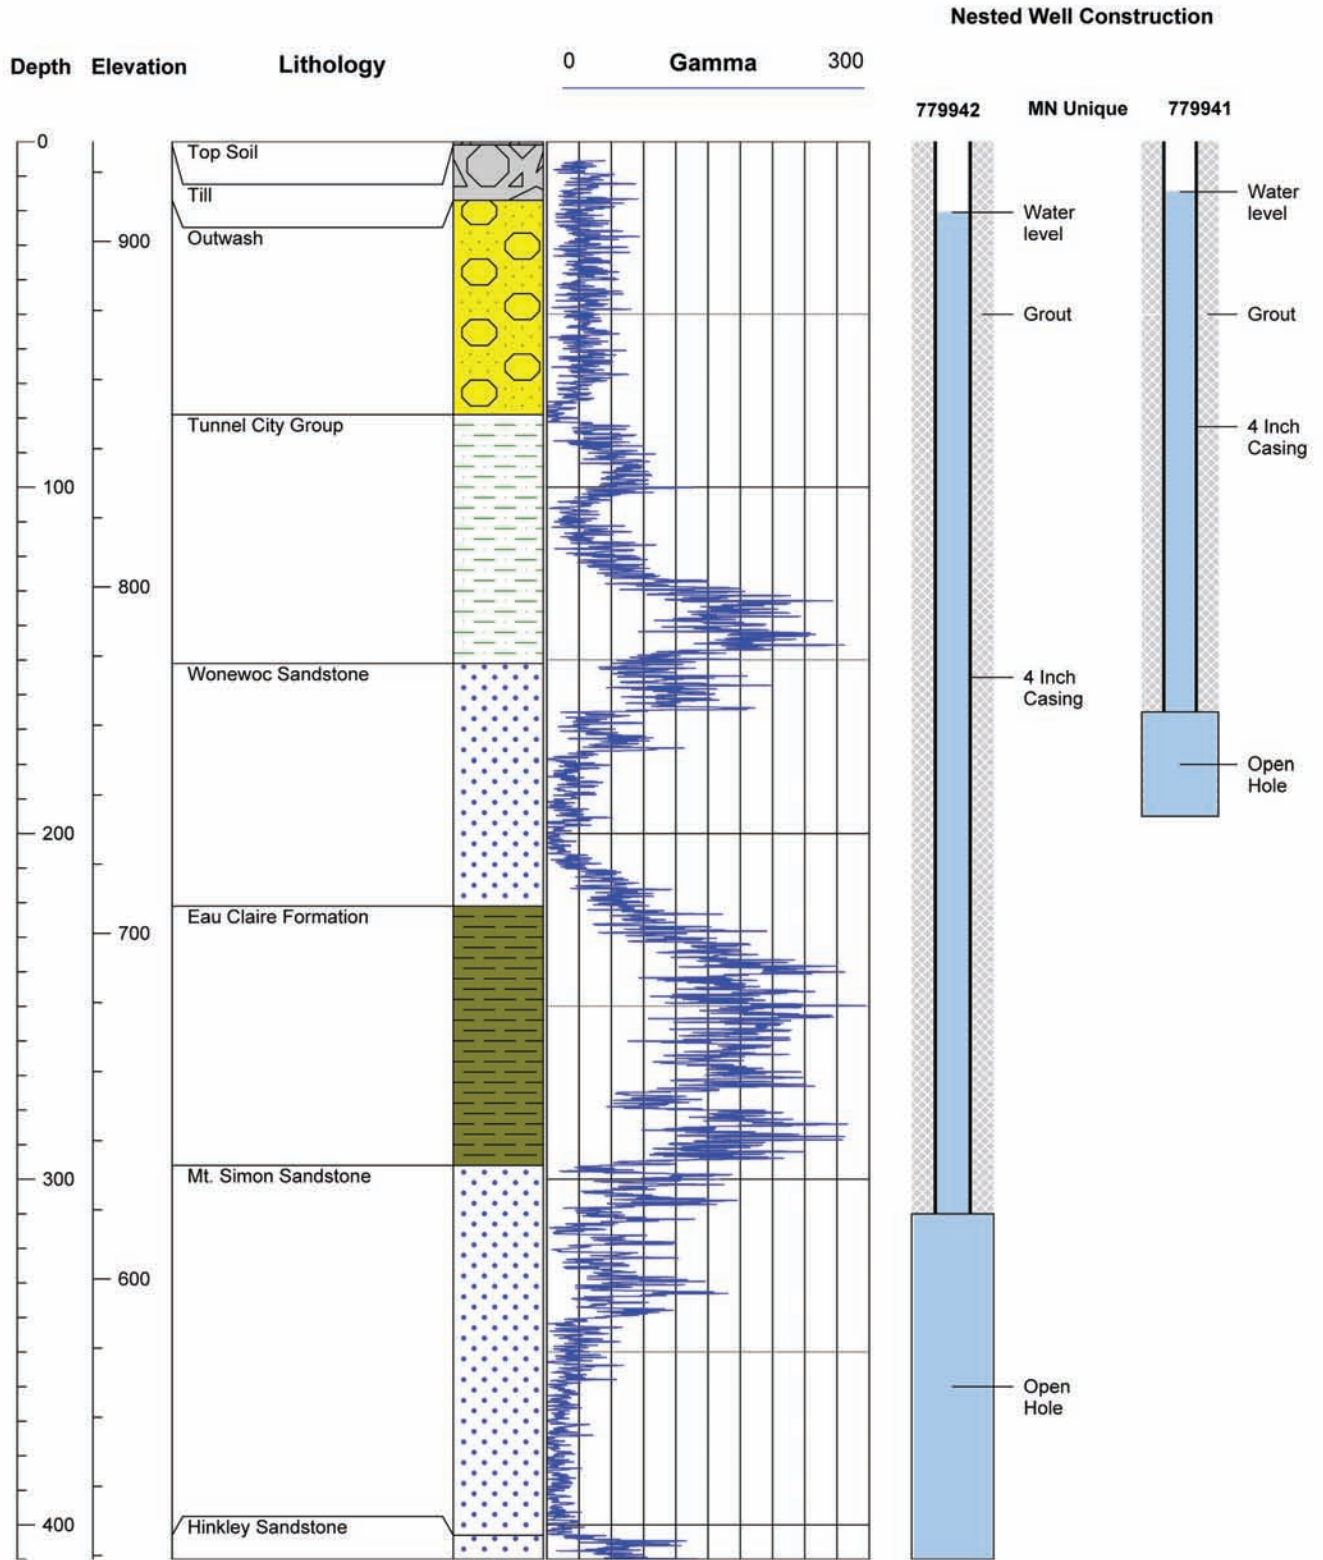 Nested Well Construction
Depth Elevation Lithology 0 Gamma 300
779942 MN Unique 779941
0
Top Soil
Till
Outwash
900
Water
level
Water
level
Grout
Grout
Tunnel City Group
4 Inch
Casing
100
800
Wonewoc Sandstone
4 Inch
Casing
Open
Hole
200
Eau Claire Formation
700
Mt. Simon Sandstone
300
600
Open
Hole
400
Hinkley Sandstone